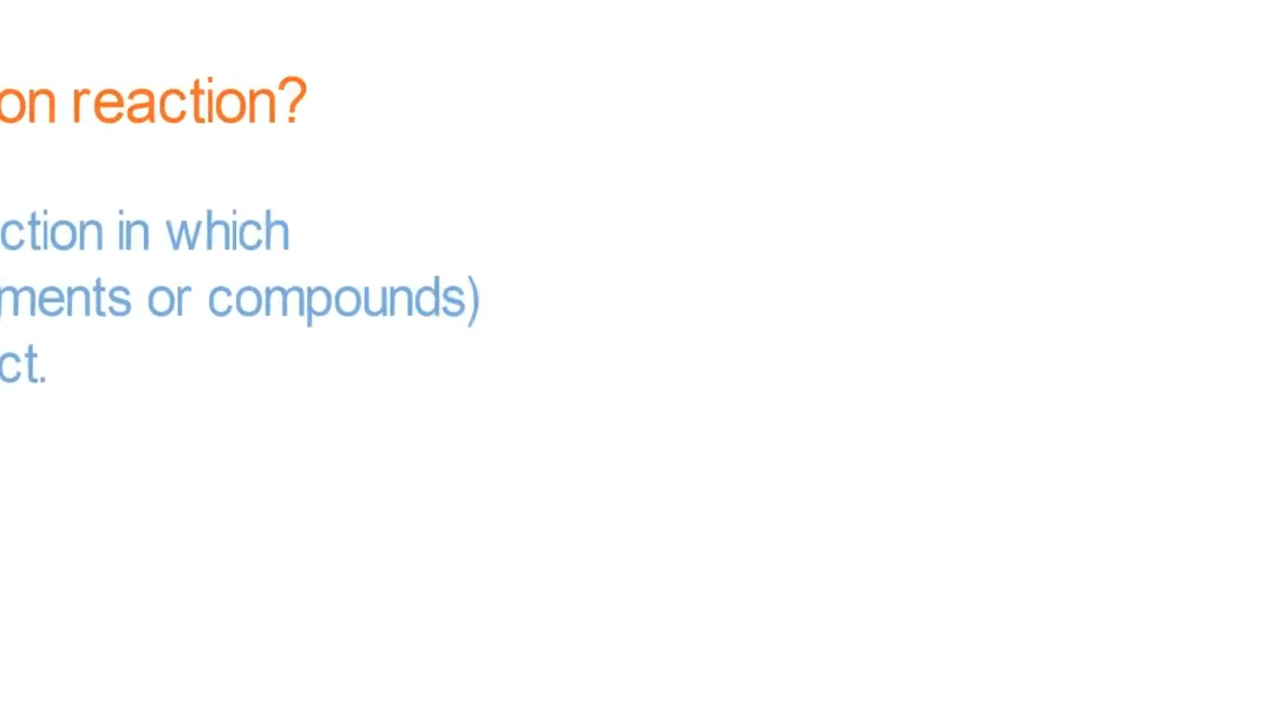 on reaction?
ction in which
ments or compounds)
ct.